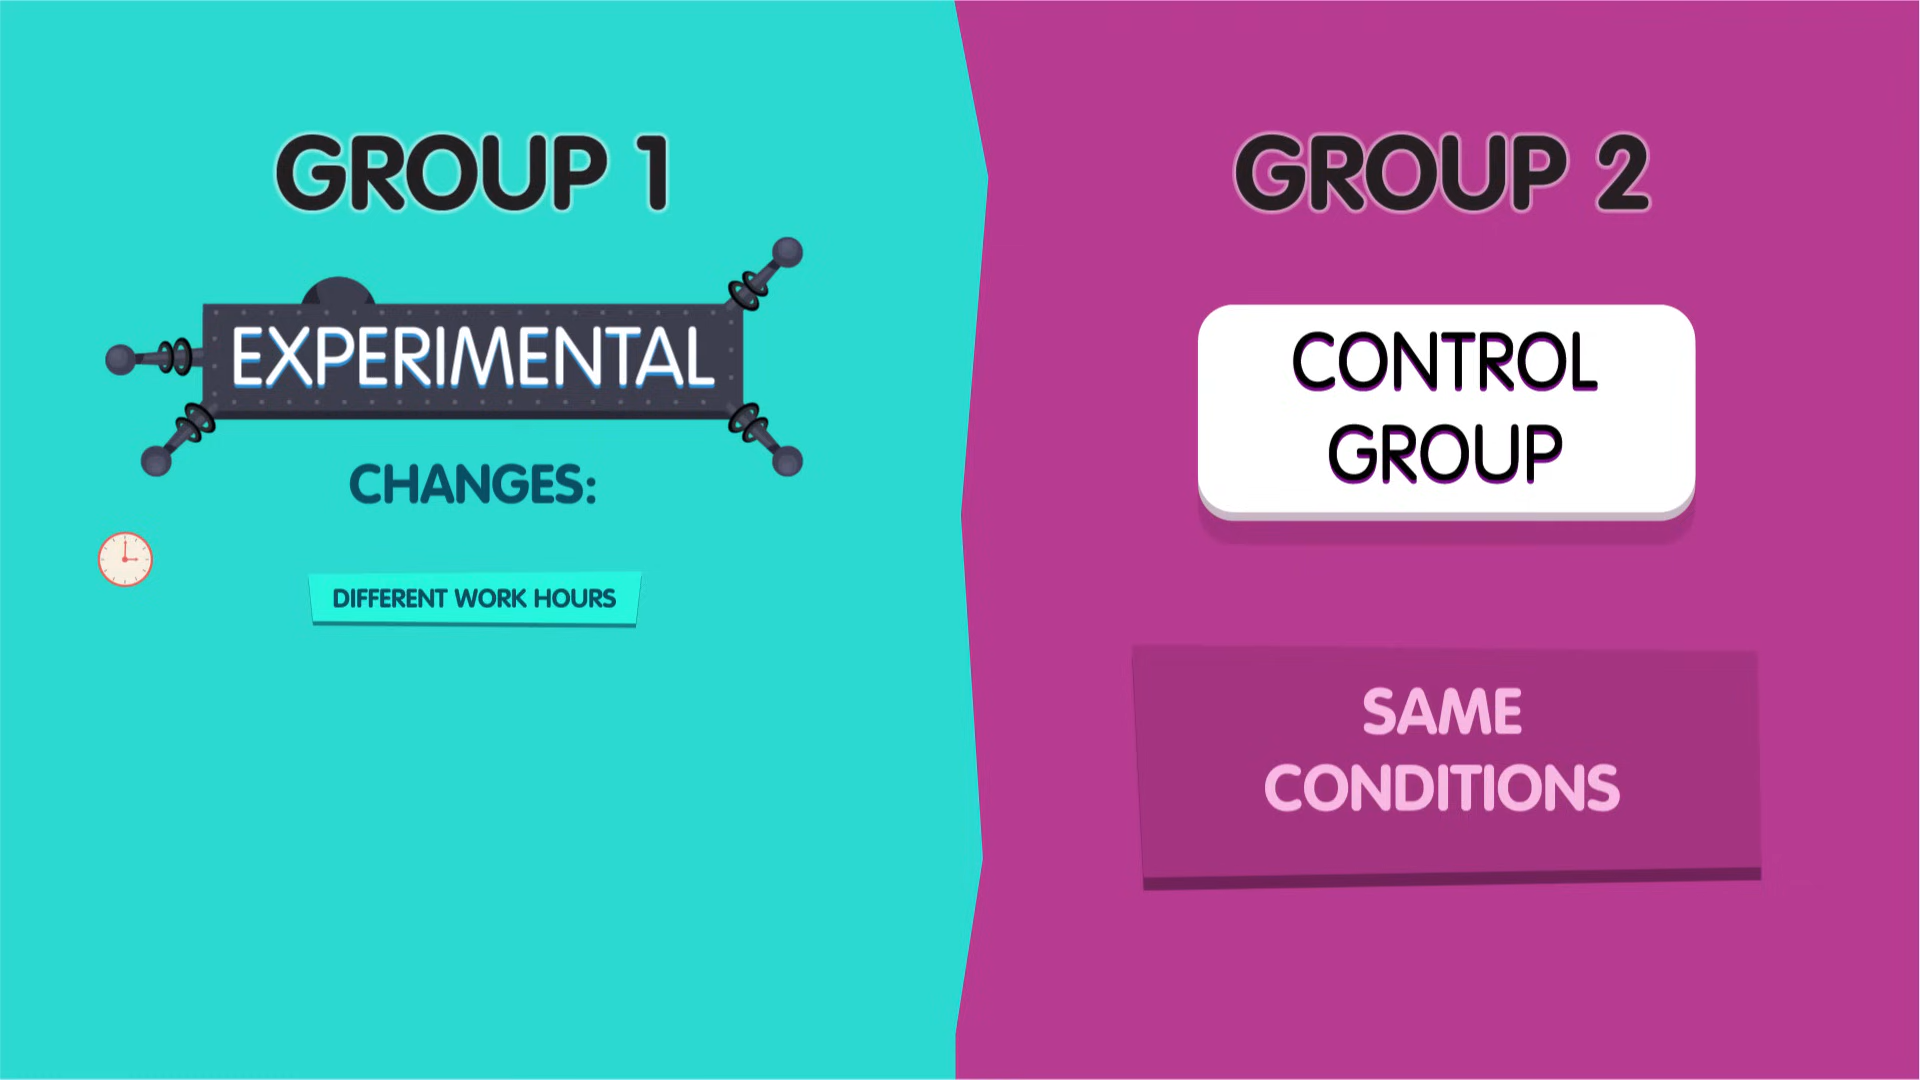 GROUP 1
EXPERIMENTAL
CHANGES:
DIFFERENT WORK HOURS
GROUP 2
CONTROL
GROUP
SAME
CONDITIONS